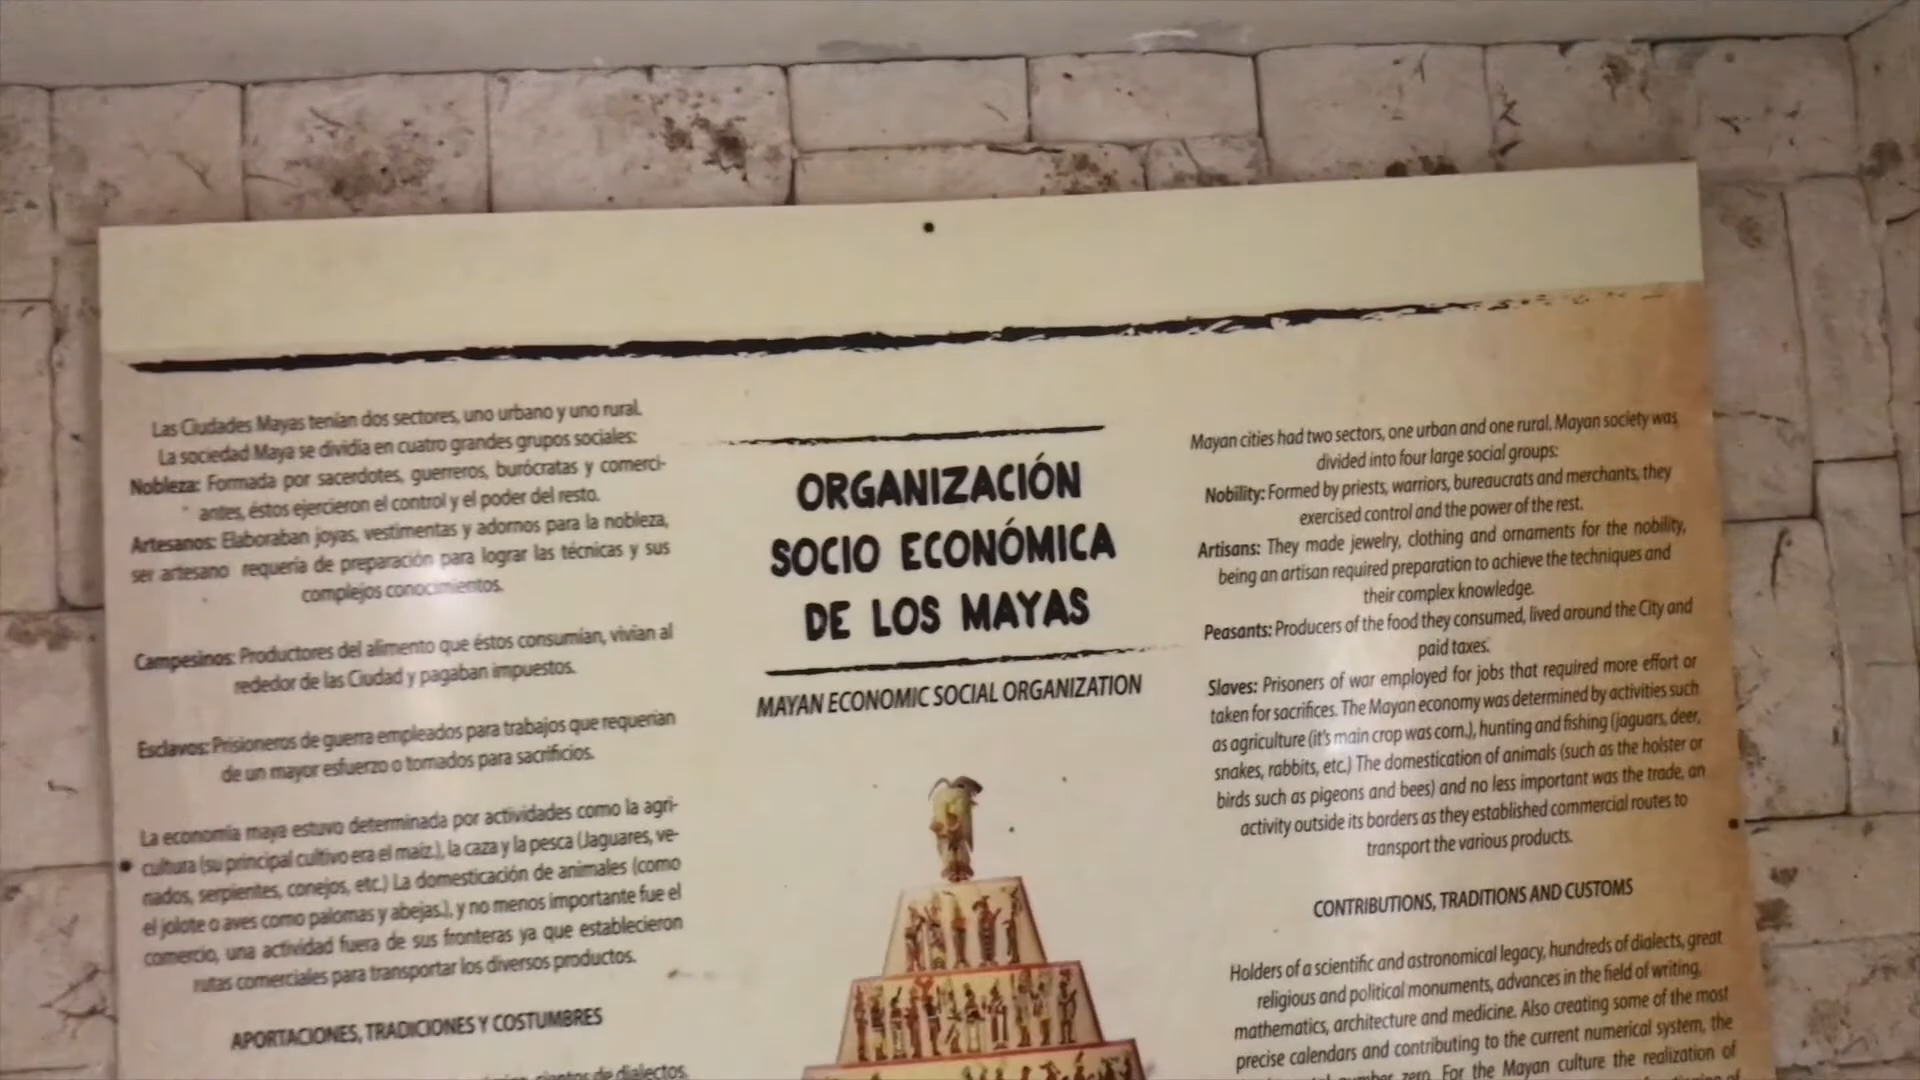 Las Ciudades Mayas tenían dos sectores, uno urbano y uno rural.
La sociedad Maya se dividía en cuatro grandes grupos sociales:
Nobleza: Formada por sacerdotes, guerreros, burócratas y comerci-
antes, éstos ejercieron el control y el poder del resto.
Artesanos: Elaboraban joyas, vestimentas y adornos para la nobleza,
ser artesano requería de preparación para lograr las técnicas y sus
complejos conocimientos.
Campesinos: Productores del alimento que éstos consumían, vivían al
rededor de las Ciudad y pagaban impuestos.
Esclavos: Prisioneros de guerra empleados para trabajos que requerían
de un mayor esfuerzo o tomados para sacrificios.
La economía maya estuvo determinada por actividades como la agri-
cultura (su principal cultivo era el maíz.), la caza y la pesca (Jaguares, ve-
nados, serpientes, conejos, etc.) La domesticación de animales (como
el jolote o aves como palomas y abejas.), y no menos importante fue el
comercio, una actividad fuera de sus fronteras ya que establecieron
rutas comerciales para transportar los diversos productos.
APORTACIONES, TRADICIONES Y COSTUMBRES
cientos de dialectos,
ORGANIZACIÓN
SOCIO ECONÓMICA
DE LOS MAYAS
MAYAN ECONOMIC SOCIAL ORGANIZATION
Mayan cities had two sectors, one urban and one rural. Mayan society was
divided into four large social groups:
Nobility: Formed by priests, warriors, bureaucrats and merchants, they
exercised control and the power of the rest.
Artisans: They made jewelry, clothing and ornaments for the nobility,
being an artisan required preparation to achieve the techniques and
their complex knowledge.
Peasants: Producers of the food they consumed, lived around the City and
paid taxes.
Slaves: Prisoners of war employed for jobs that required more effort or
taken for sacrifices. The Mayan economy was determined by activities such
as agriculture (it's main crop was corn.), hunting and fishing (jaguars, deer,
snakes, rabbits, etc.) The domestication of animals (such as the holster or
birds such as pigeons and bees) and no less important was the trade, an
activity outside its borders as they established commercial routes to
transport the various products.
CONTRIBUTIONS, TRADITIONS AND CUSTOMS
Holders of a scientific and astronomical legacy, hundreds of dialects, great
religious and political monuments, advances in the field of writing,
mathematics, architecture and medicine. Also creating some of the most
precise calendars and contributing to the current numerical system, the
zero. For the Mayan culture the realization of